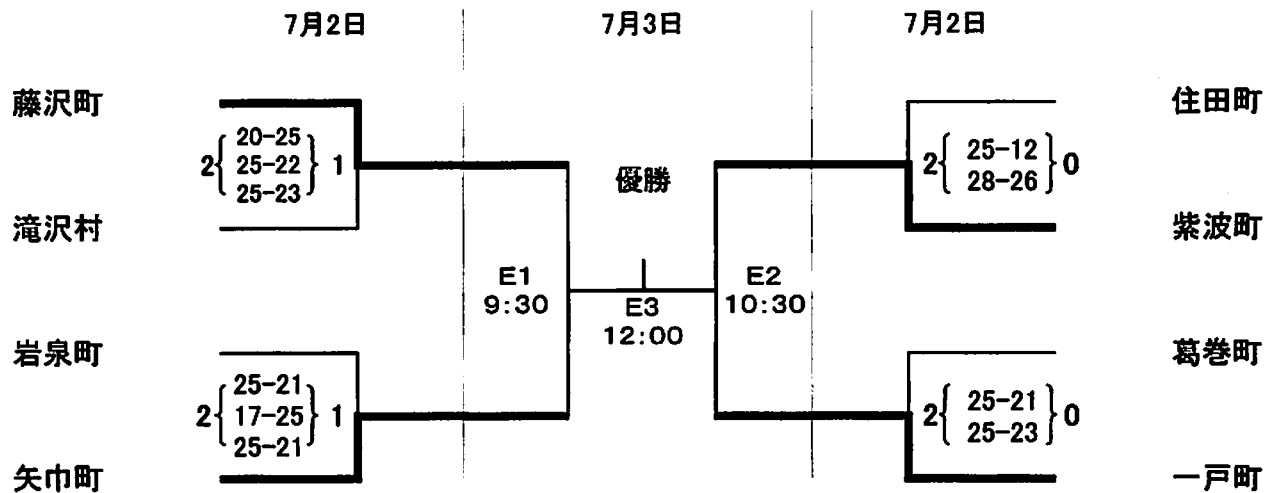 7月2日
7月3日
7月2日
藤沢町
滝沢村
岩泉町
矢巾町
2 { 20-25 } 1
25-22
25-23
2 { 25-21 } 1
17-25
25-21
E1
9:30
優勝
E3
12:00
E2
10:30
2 { 25-12 } 0
28-26
2 { 25-21 } 0
25-23
住田町
紫波町
葛巻町
一戸町